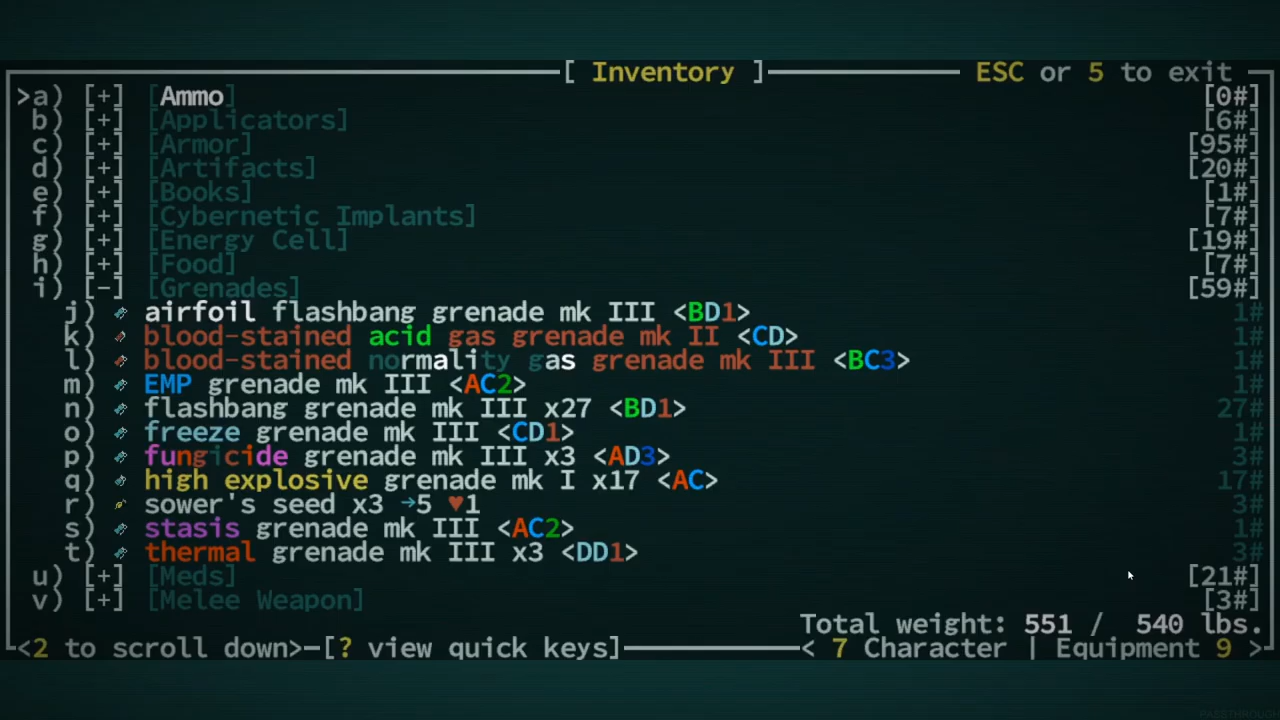 [ Inventory ] ESC or 5 to exit
>a) [+] [Ammo] [0#]
b) [+] [Applicators] [6#]
c) [+] [Armor] [95#]
d) [+] [Artifacts] [20#]
e) [+] [Books] [1#]
f) [+] [Cybernetic Implants] [7#]
g) [+] [Energy Cell] [19#]
h) [+] [Food] [7#]
i) [-] [Grenades] [59#]
j) airfoil flashbang grenade mk III <BD1> 1#
k) blood-stained acid gas grenade mk II <CD> 1#
l) blood-stained normality gas grenade mk III <BC3> 1#
m) EMP grenade mk III <AC2> 1#
n) flashbang grenade mk III x27 <BD1> 27#
o) freeze grenade mk III <CD1> 1#
p) fungicide grenade mk III x3 <AD3> 3#
q) high explosive grenade mk I x17 <AC> 17#
r) sower's seed x3 →5 ♥1 3#
s) stasis grenade mk III <AC2> 1#
t) thermal grenade mk III x3 <DD1> 3#
u) [+] [Meds] [21#]
v) [+] [Melee Weapon] [3#]
Total weight: 551 / 540 lbs.
<2 to scroll down> [? view quick keys] < 7 Character | Equipment 9 >